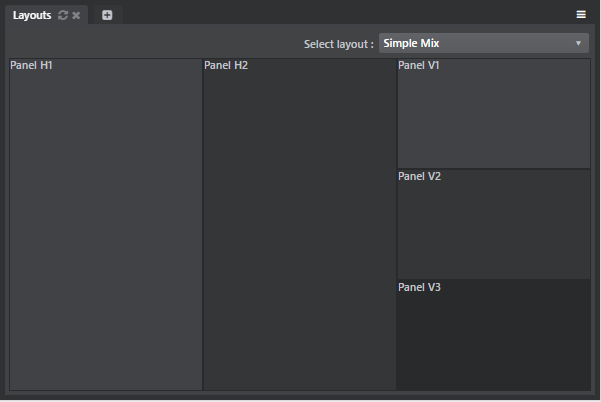 Layouts
Select layout : Simple Mix
Panel H1
Panel H2
Panel V1
Panel V2
Panel V3